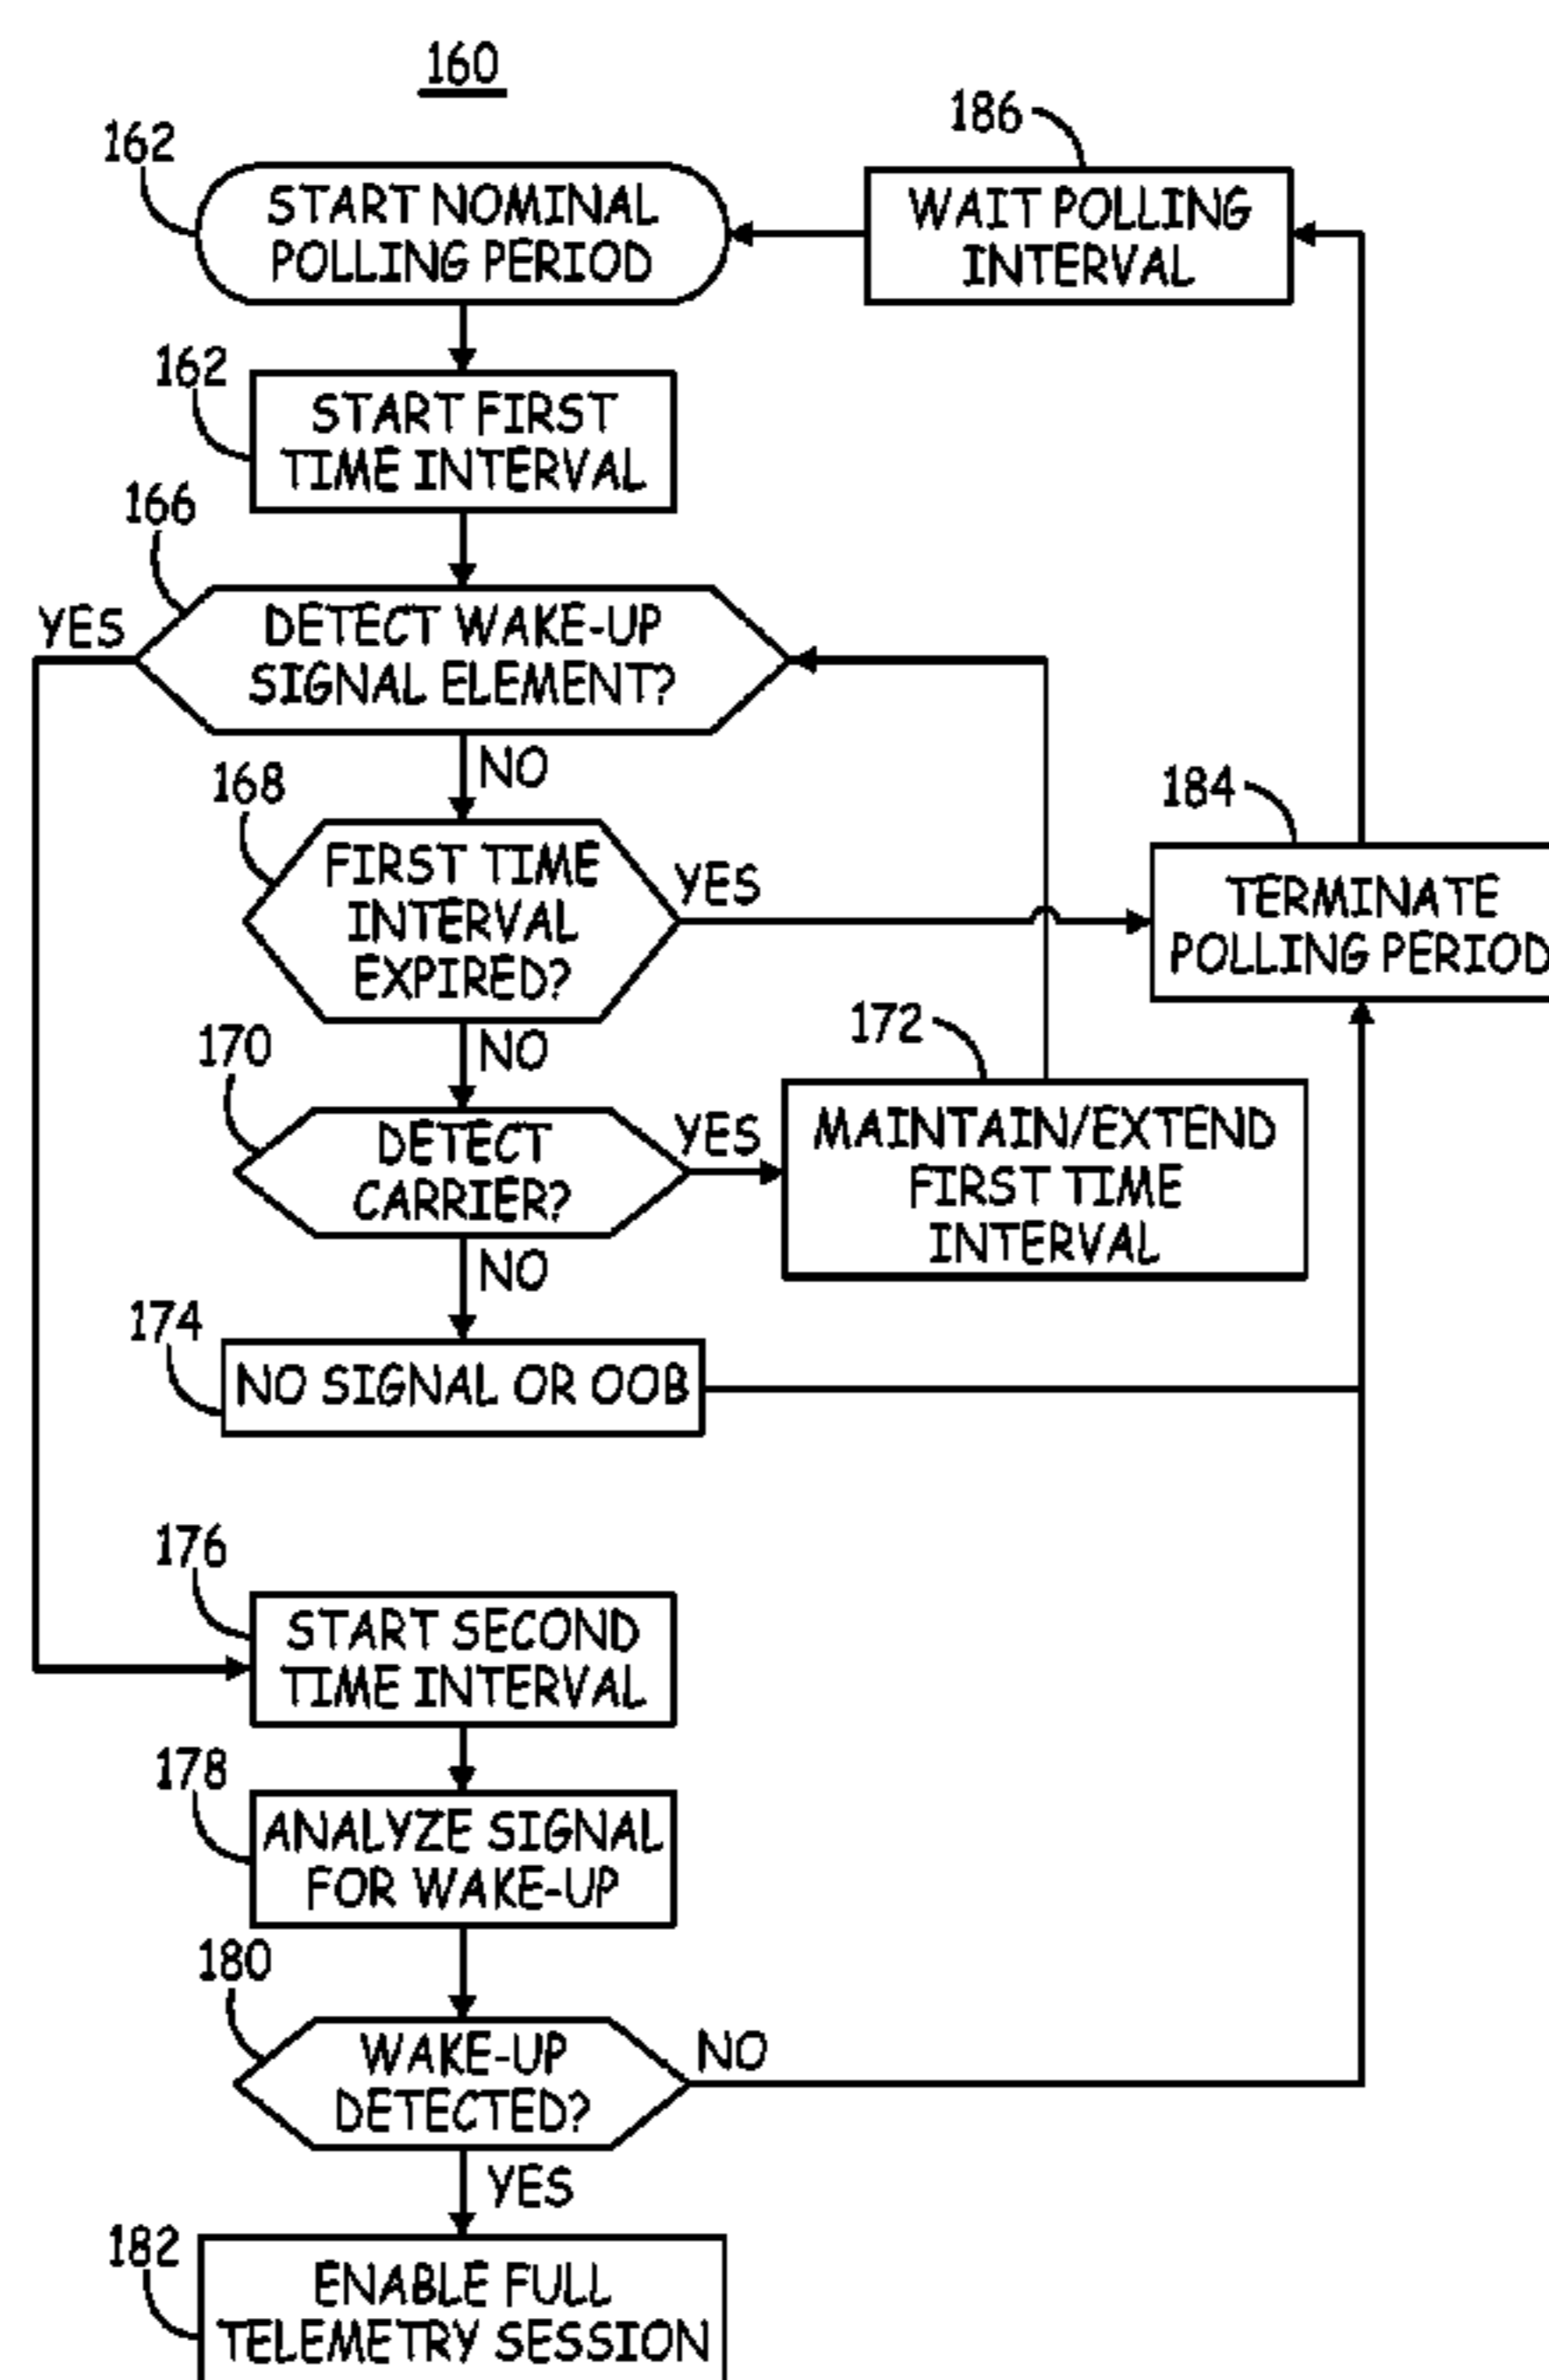 160
162
START NOMINAL
POLLING PERIOD
186
WAIT POLLING
INTERVAL
162
START FIRST
TIME INTERVAL
166
YES
DETECT WAKE-UP
SIGNAL ELEMENT?
NO
168
FIRST TIME
INTERVAL
EXPIRED?
YES
184
TERMINATE
POLLING PERIOD
NO
170
DETECT
CARRIER?
YES
172
MAINTAIN/EXTEND
FIRST TIME
INTERVAL
NO
174
NO SIGNAL OR OOB
176
START SECOND
TIME INTERVAL
178
ANALYZE SIGNAL
FOR WAKE-UP
180
WAKE-UP
DETECTED?
NO
YES
182
ENABLE FULL
TELEMETRY SESSION